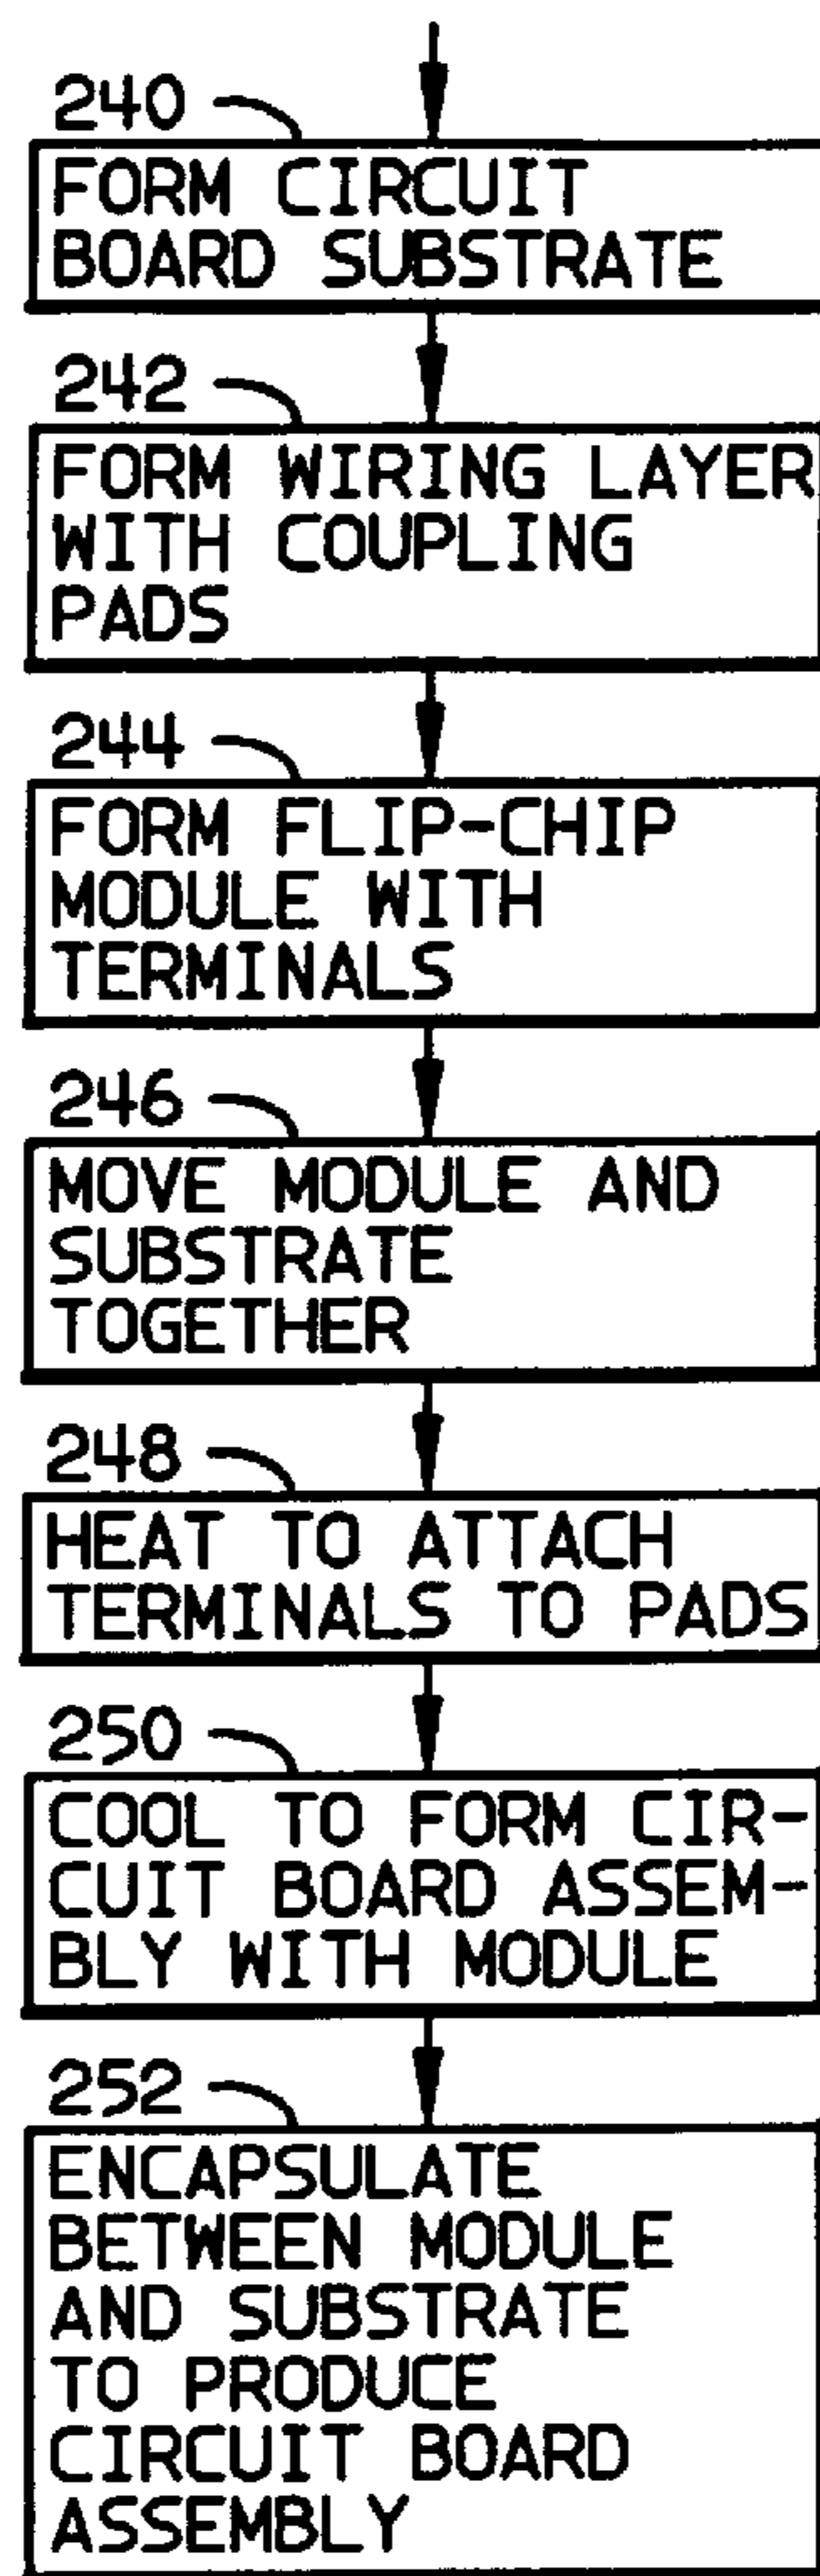 240
FORM CIRCUIT
BOARD SUBSTRATE
242
FORM WIRING LAYER
WITH COUPLING
PADS
244
FORM FLIP-CHIP
MODULE WITH
TERMINALS
246
MOVE MODULE AND
SUBSTRATE
TOGETHER
248
HEAT TO ATTACH
TERMINALS TO PADS
250
COOL TO FORM CIR-
CUIT BOARD ASSEM-
BLY WITH MODULE
252
ENCAPSULATE
BETWEEN MODULE
AND SUBSTRATE
TO PRODUCE
CIRCUIT BOARD
ASSEMBLY